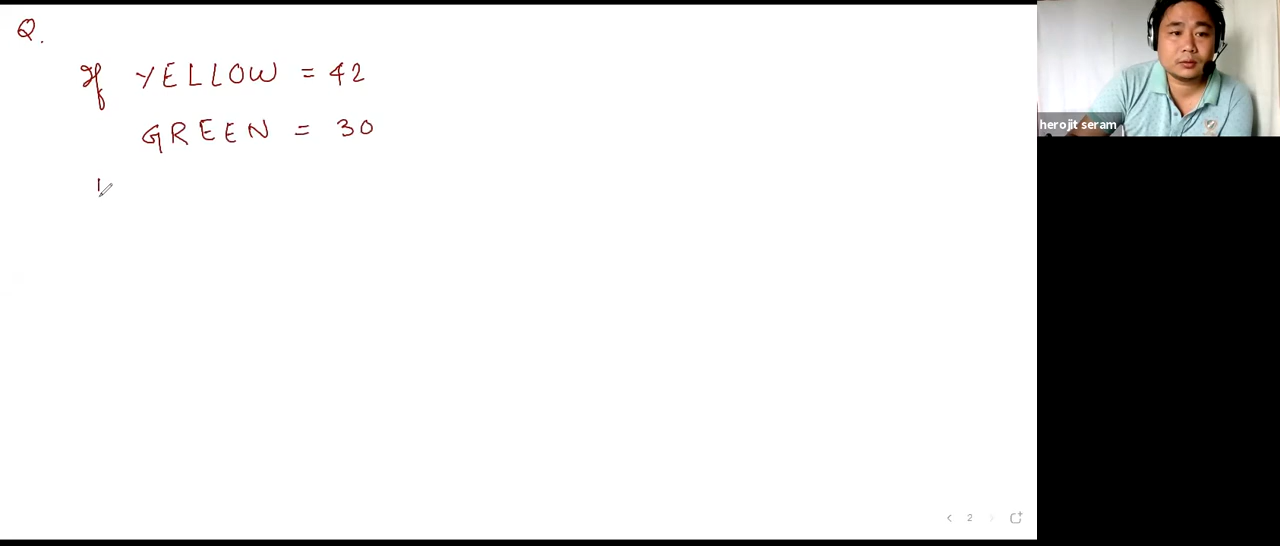 Q.
If YELLOW = 42
GREEN = 30
herojit seram
2